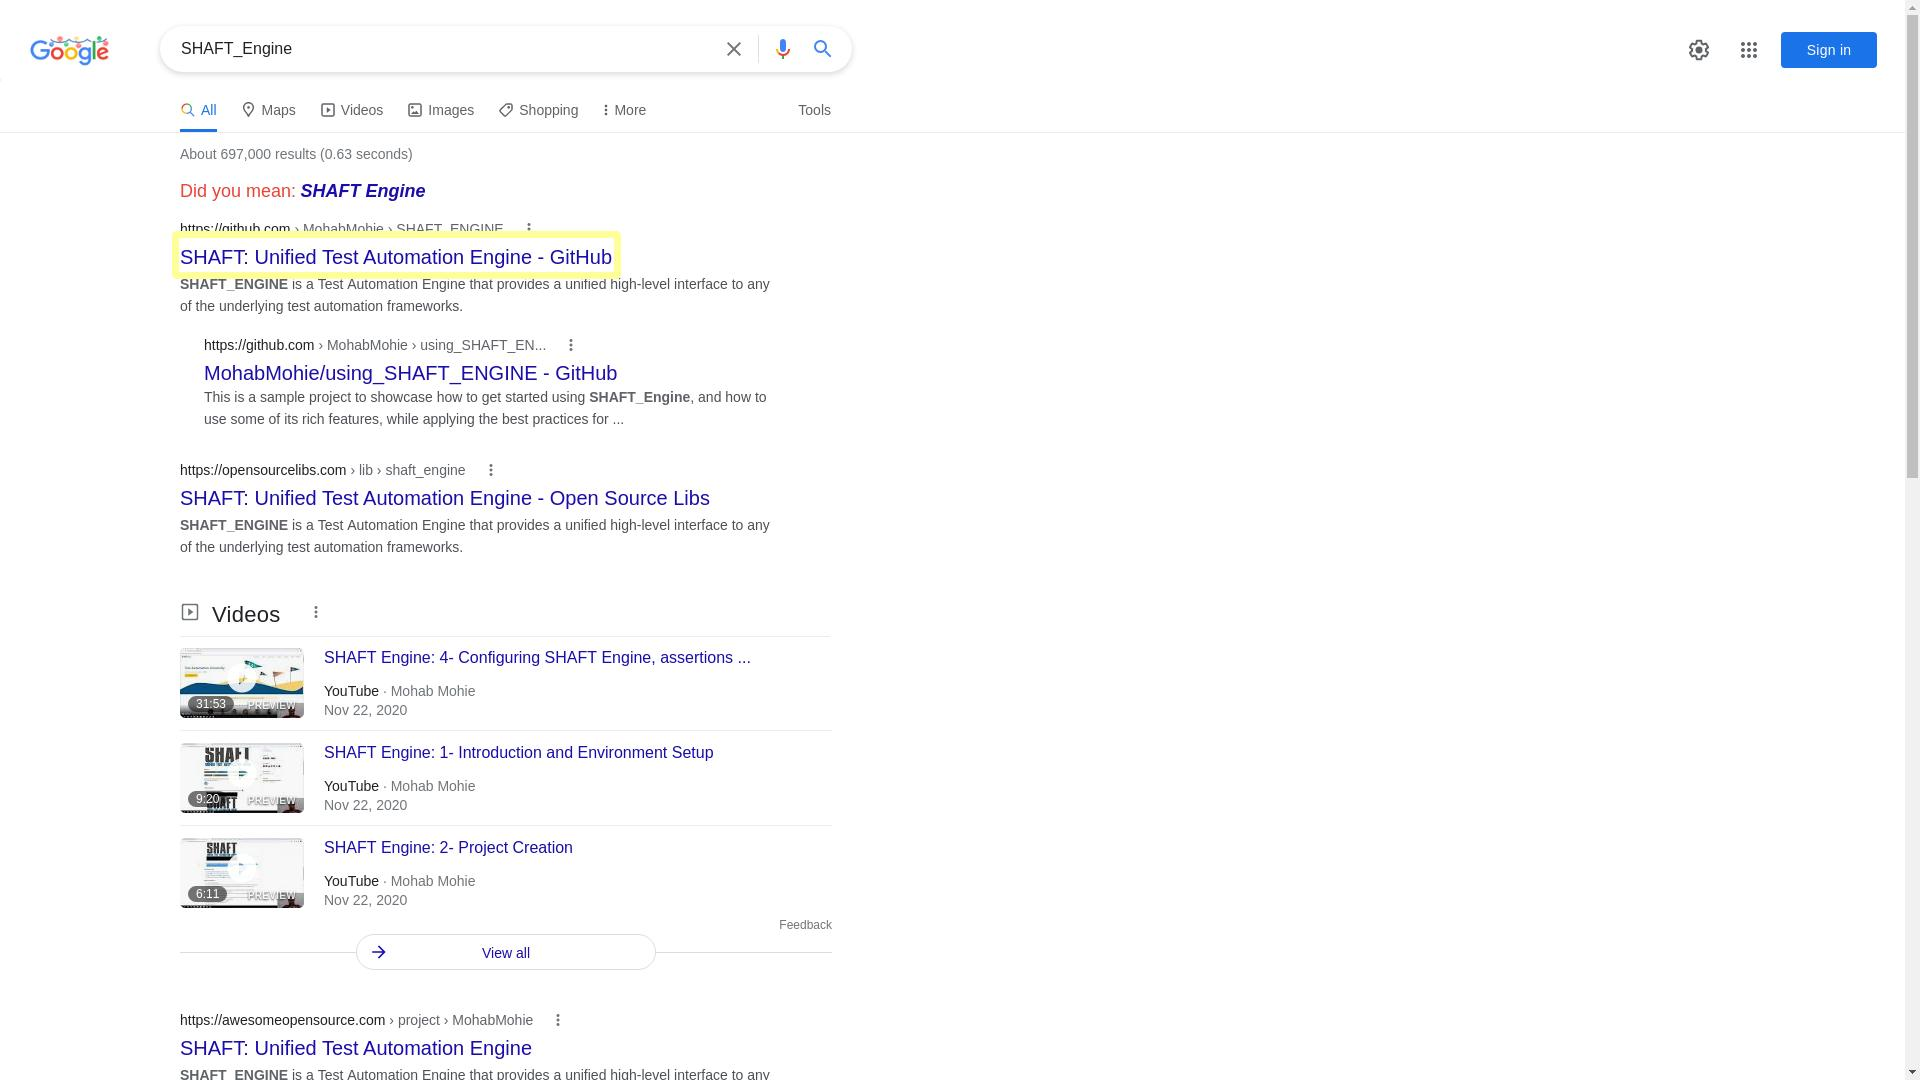 Google
SHAFT_Engine
Sign in
All
Maps
Videos
Images
Shopping
More
Tools
About 697,000 results (0.63 seconds)
Did you mean: SHAFT Engine
https://github.com › MohabMohie › SHAFT_ENGINE
SHAFT: Unified Test Automation Engine - GitHub
SHAFT_ENGINE is a Test Automation Engine that provides a unified high-level interface to any
of the underlying test automation frameworks.
https://github.com › MohabMohie › using_SHAFT_EN...
MohabMohie/using_SHAFT_ENGINE - GitHub
This is a sample project to showcase how to get started using SHAFT_Engine, and how to
use some of its rich features, while applying the best practices for ...
https://opensourcelibs.com › lib › shaft_engine
SHAFT: Unified Test Automation Engine - Open Source Libs
SHAFT_ENGINE is a Test Automation Engine that provides a unified high-level interface to any
of the underlying test automation frameworks.
Videos
SHAFT Engine: 4- Configuring SHAFT Engine, assertions ...
YouTube · Mohab Mohie
31:53
PREVIEW
Nov 22, 2020
SHAFT
SHAFT Engine: 1- Introduction and Environment Setup
YouTube · Mohab Mohie
9:20
PREVIEW
SHAFT
Nov 22, 2020
SHAFT
SHAFT Engine: 2- Project Creation
YouTube · Mohab Mohie
6:11
PREVIEW
Nov 22, 2020
Feedback
View all
https://awesomeopensource.com › project › MohabMohie
SHAFT: Unified Test Automation Engine
SHAFT_ENGINE is a Test Automation Engine that provides a unified high-level interface to any